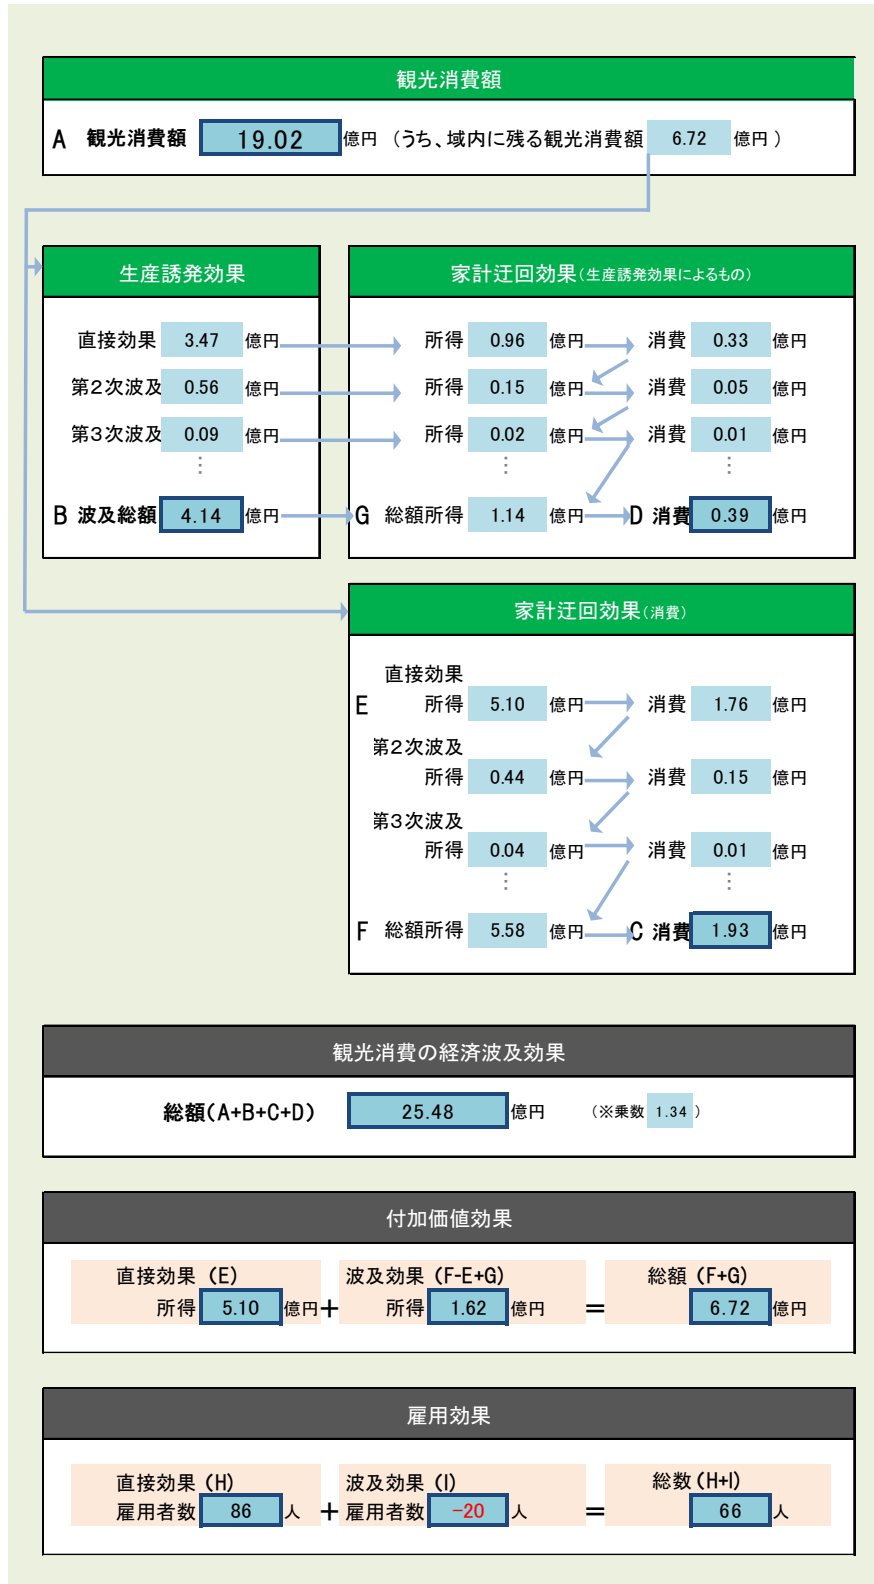 観光消費額
A 観光消費額 19.02 億円 (うち、域内に残る観光消費額 6.72 億円 )
生産誘発効果
直接効果 3.47 億円
第2次波及 0.56 億円
第3次波及 0.09 億円
⋮
B 波及総額 4.14 億円
家計迂回効果(生産誘発効果によるもの)
所得 0.96 億円 消費 0.33 億円
所得 0.15 億円 消費 0.05 億円
所得 0.02 億円 消費 0.01 億円
⋮ ⋮
G 総額所得 1.14 億円 D 消費 0.39 億円
家計迂回効果(消費)
直接効果
E 所得 5.10 億円 消費 1.76 億円
第2次波及
所得 0.44 億円 消費 0.15 億円
第3次波及
所得 0.04 億円 消費 0.01 億円
⋮ ⋮
F 総額所得 5.58 億円 C 消費 1.93 億円
観光消費の経済波及効果
総額(A+B+C+D) 25.48 億円 (※乗数 1.34 )
付加価値効果
直接効果 (E) 波及効果 (F-E+G) 総額 (F+G)
所得 5.10 億円 + 所得 1.62 億円 = 6.72 億円
雇用効果
直接効果 (H) 波及効果 (I) 総数 (H+I)
雇用者数 86 人 + 雇用者数 -20 人 = 66 人